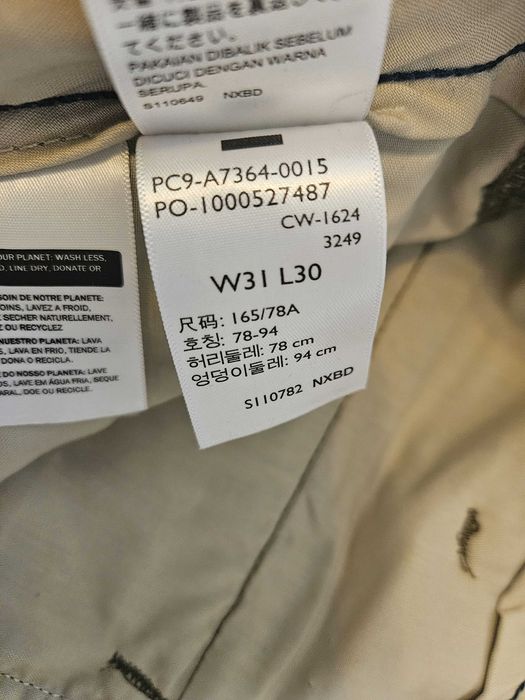 一緒に製品を裏返して
てください。
PAKAIAN DIBALIK SEBELUM
DICUCI DENGAN WARNA
SERUPA.
S110649 NXBD
PC9-A7364-0015
PO-1000527487
CW-1624
3249
W31 L30
尺码: 165/78A
호칭: 78-94
허리둘레: 78 cm
엉덩이둘레: 94 cm
S110782 NXBD
OUR PLANET: WASH LESS,
D, LINE DRY, DONATE OR
SOIN DE NOTRE PLANETE:
OINS, LAVEZ A FROID,
SECHER NATURELLEMENT,
OU RECYCLEZ
NUESTRO PLANETA: LAVA
S, LAVA EN FRIO, TIENDE LA
DONA O RECICLA.
DO NOSSO PLANETA: LAVE
OS, LAVE EM ÁGUA FRIA, SEQUE
ARAL, DOE OU RECICLE.